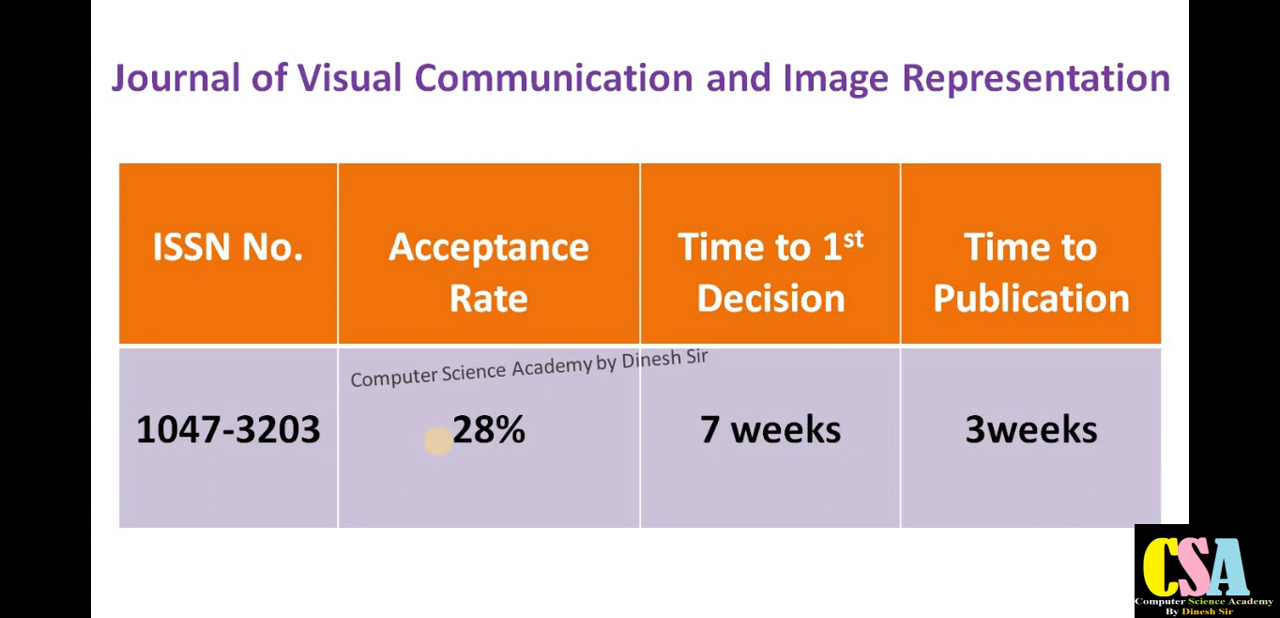 Journal of Visual Communication and Image Representation
ISSN No.
Acceptance
Rate
Time to 1st
Decision
Time to
Publication
Computer Science Academy by Dinesh Sir
1047-3203
28%
7 weeks
3weeks
CSA
Computer Science Academy
By Dinesh Sir